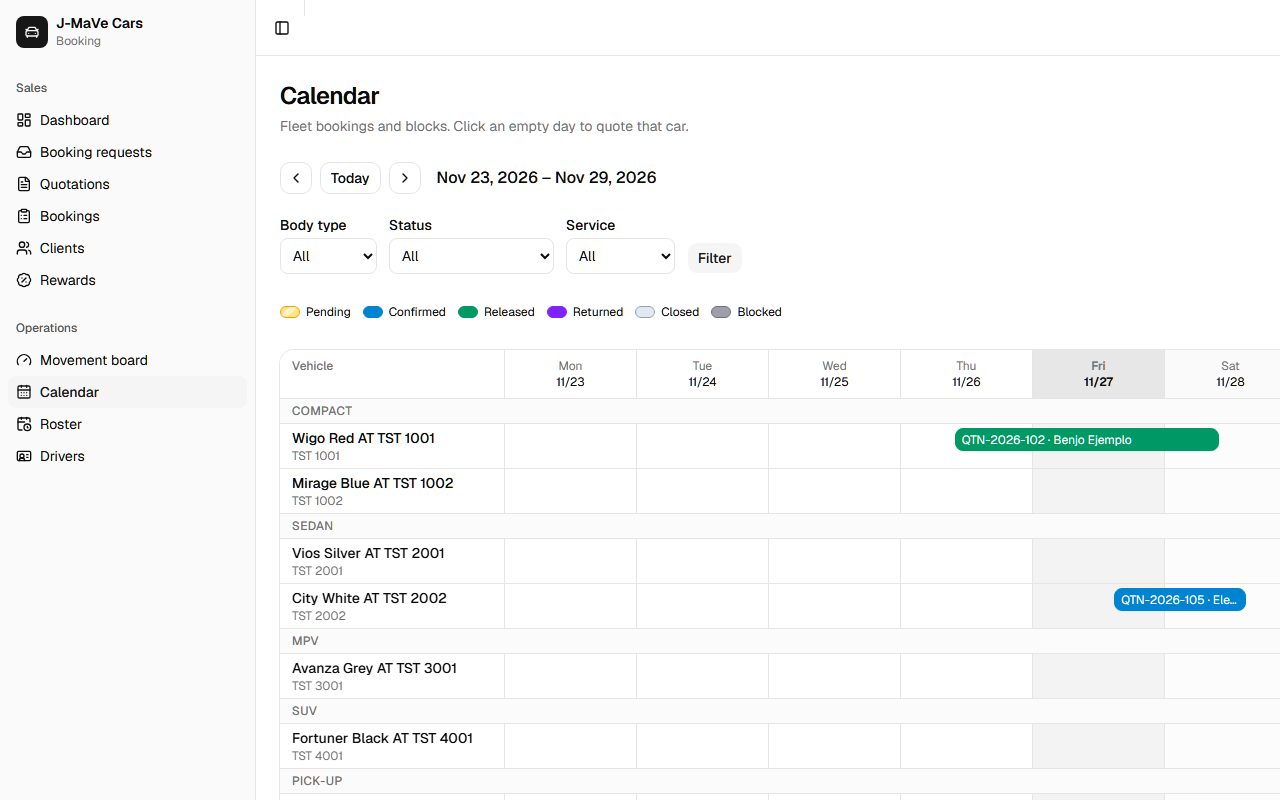 J-MaVe Cars
Booking
Sales
Dashboard
Booking requests
Quotations
Bookings
Clients
Rewards
Operations
Movement board
Calendar
Roster
Drivers
Calendar
Fleet bookings and blocks. Click an empty day to quote that car.
Today
Nov 23, 2026 – Nov 29, 2026
Body type Status Service
All All All Filter
Pending Confirmed Released Returned Closed Blocked
Vehicle Mon Tue Wed Thu Fri Sat
11/23 11/24 11/25 11/26 11/27 11/28
COMPACT
Wigo Red AT TST 1001 QTN-2026-102 · Benjo Ejemplo
TST 1001
Mirage Blue AT TST 1002
TST 1002
SEDAN
Vios Silver AT TST 2001
TST 2001
City White AT TST 2002 QTN-2026-105 · Ele...
TST 2002
MPV
Avanza Grey AT TST 3001
TST 3001
SUV
Fortuner Black AT TST 4001
TST 4001
PICK-UP